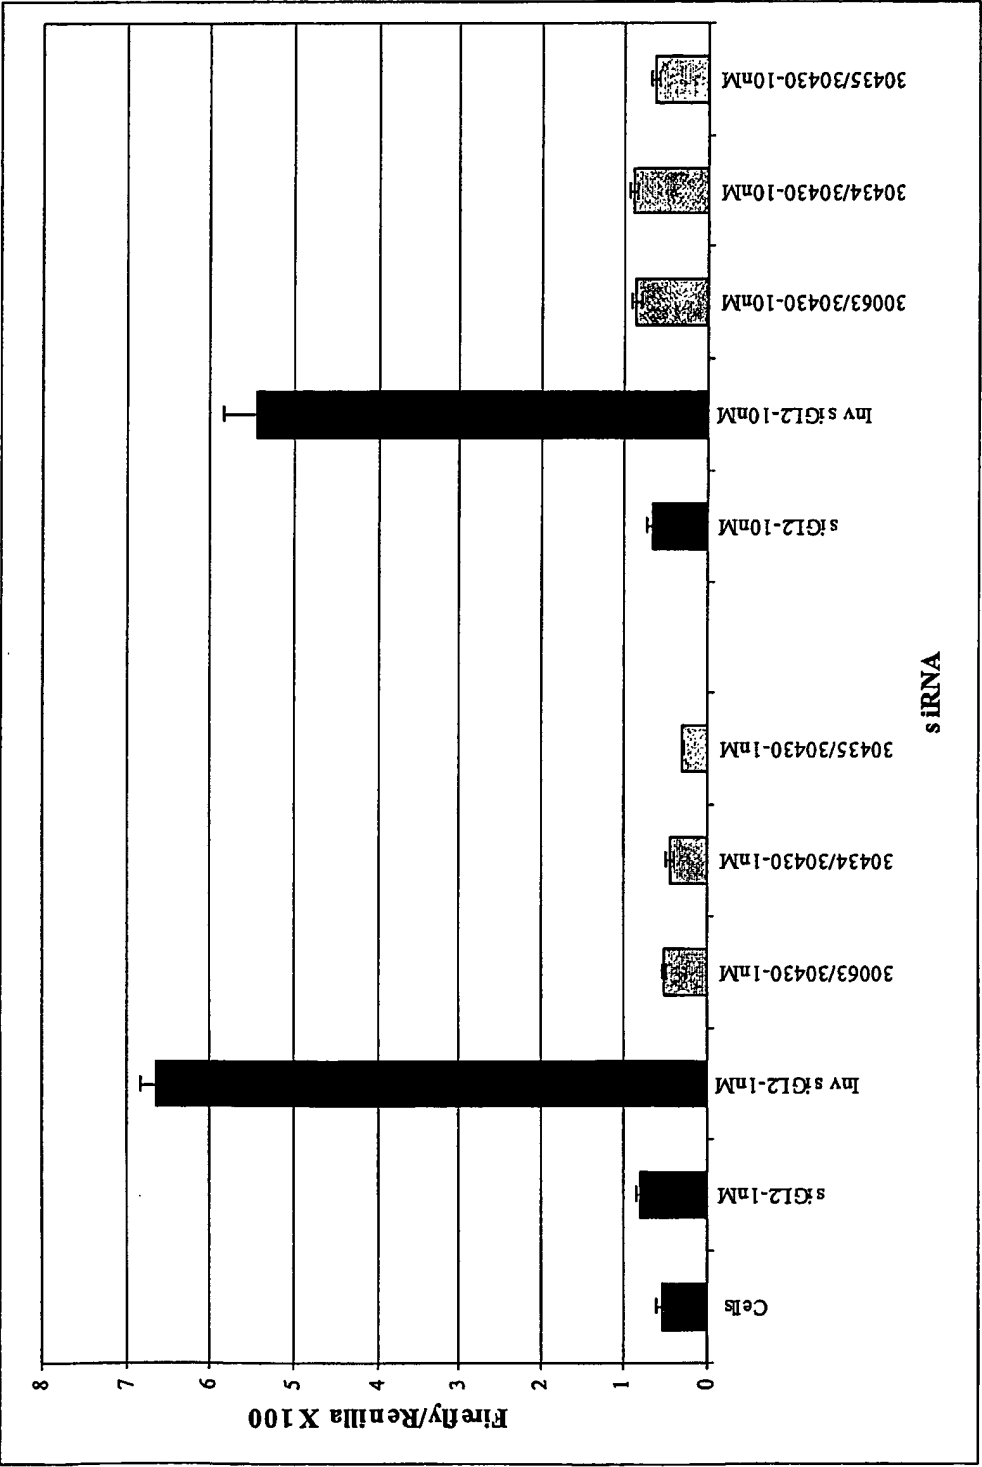 Firefly/Renilla X 100
8
7
6
5
4
3
2
1
0
Cells
siGL2-1nM
Inv siGL2-1nM
30063/30430-1nM
30434/30430-1nM
30435/30430-1nM
siGL2-10nM
Inv siGL2-10nM
30063/30430-10nM
30434/30430-10nM
30435/30430-10nM
siRNA